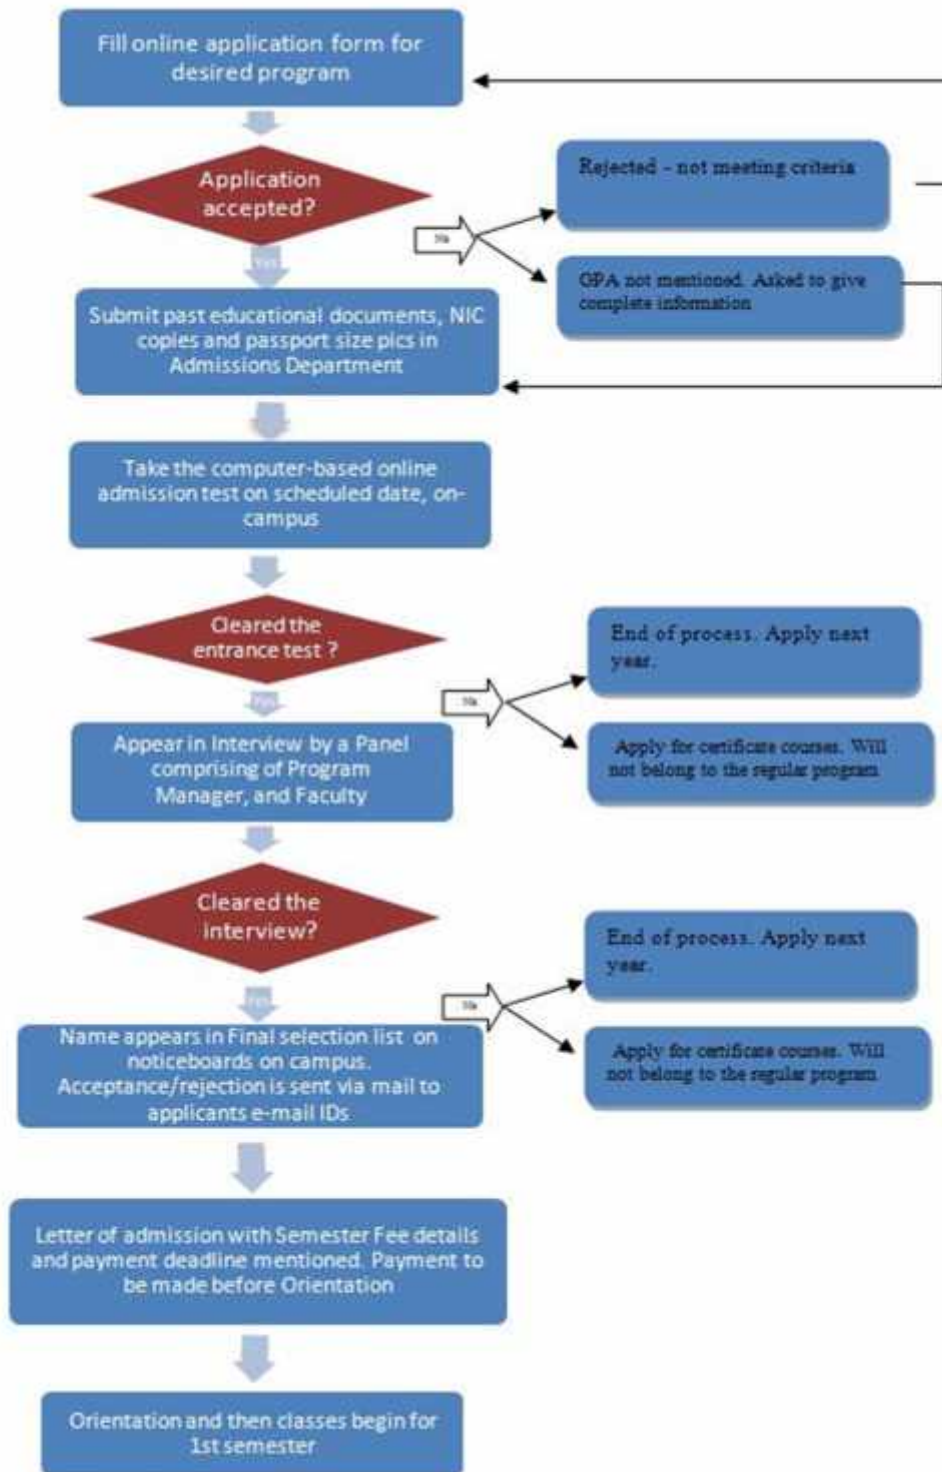 Fill online application form for
desired program
Application
accepted?
Rejected - not meeting criteria
No
Yes
GPA not mentioned. Asked to give
complete information
Submit past educational documents, NIC
copies and passport size pics in
Admissions Department
Take the computer-based online
admission test on scheduled date, on-
campus
Cleared the
entrance test ?
End of process. Apply next
year.
Yes
No
Appear in Interview by a Panel
comprising of Program
Manager, and Faculty
Apply for certificate courses. Will
not belong to the regular program
Cleared the
interview?
End of process. Apply next
year.
Yes
No
Name appears in Final selection list on
noticeboards on campus.
Acceptance/rejection is sent via mail to
applicants e-mail IDs
Apply for certificate courses. Will
not belong to the regular program
Letter of admission with Semester Fee details
and payment deadline mentioned. Payment to
be made before Orientation
Orientation and then classes begin for
1st semester